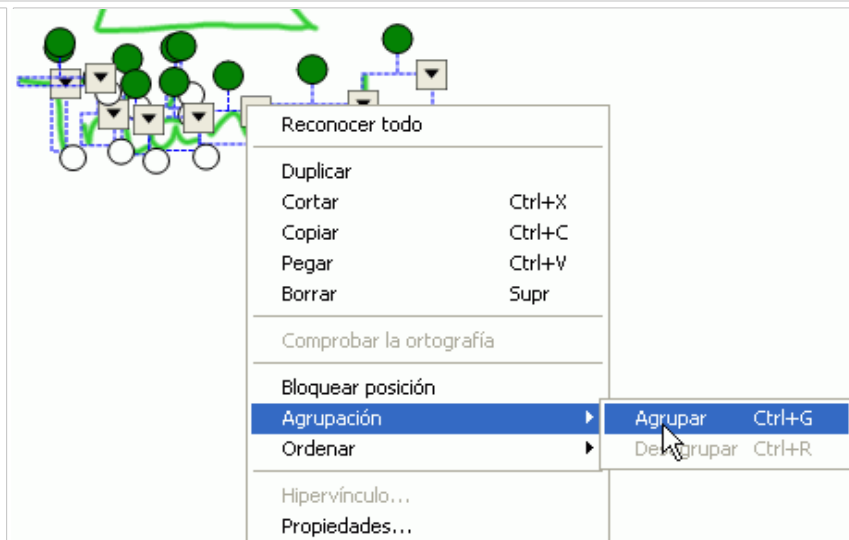 Reconocer todo
Duplicar
Cortar Ctrl+X
Copiar Ctrl+C
Pegar Ctrl+V
Borrar Supr
Comprobar la ortografía
Bloquear posición
Agrupación
Agrupar Ctrl+G
Ordenar
Desagrupar Ctrl+R
Hipervínculo...
Propiedades...